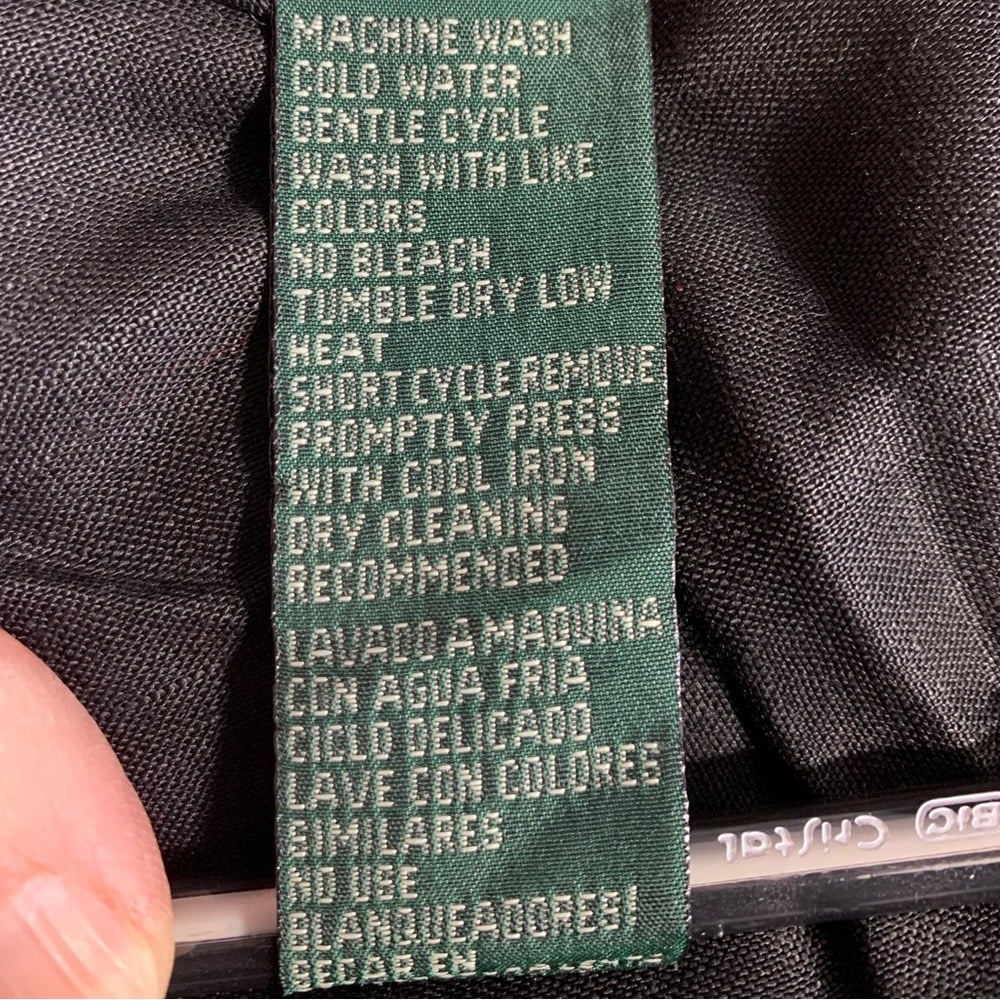 MACHINE WASH
COLD WATER
GENTLE CYCLE
WASH WITH LIKE
COLORS
NO BLEACH
TUMBLE DRY LOW
HEAT
SHORT CYCLE REMOVE
PROMPTLY PRESS
WITH COOL IRON
DRY CLEANING
RECOMMENDED
LAVADO A MAQUINA
CON AGUA FRIA
CICLO DELICADO
LAVE CON COLORES
SIMILARES
NO USE
BLANQUEADORES!
SECAR EN
BIC Cristal